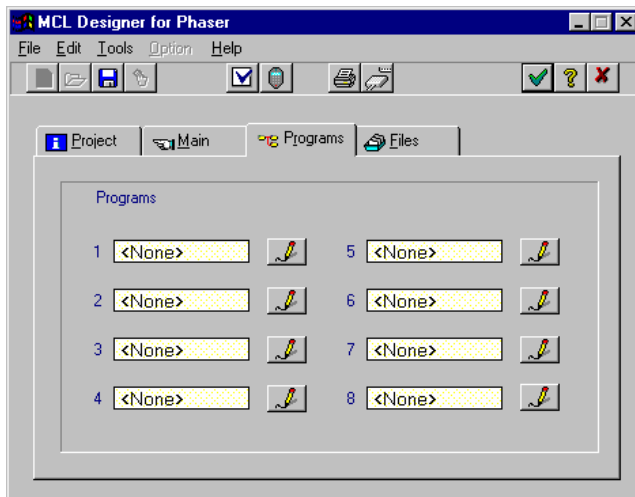 MCL Designer for Phaser
File Edit Tools Option Help
Project Main Programs Files
Programs
1 <None> 5 <None>
2 <None> 6 <None>
3 <None> 7 <None>
4 <None> 8 <None>